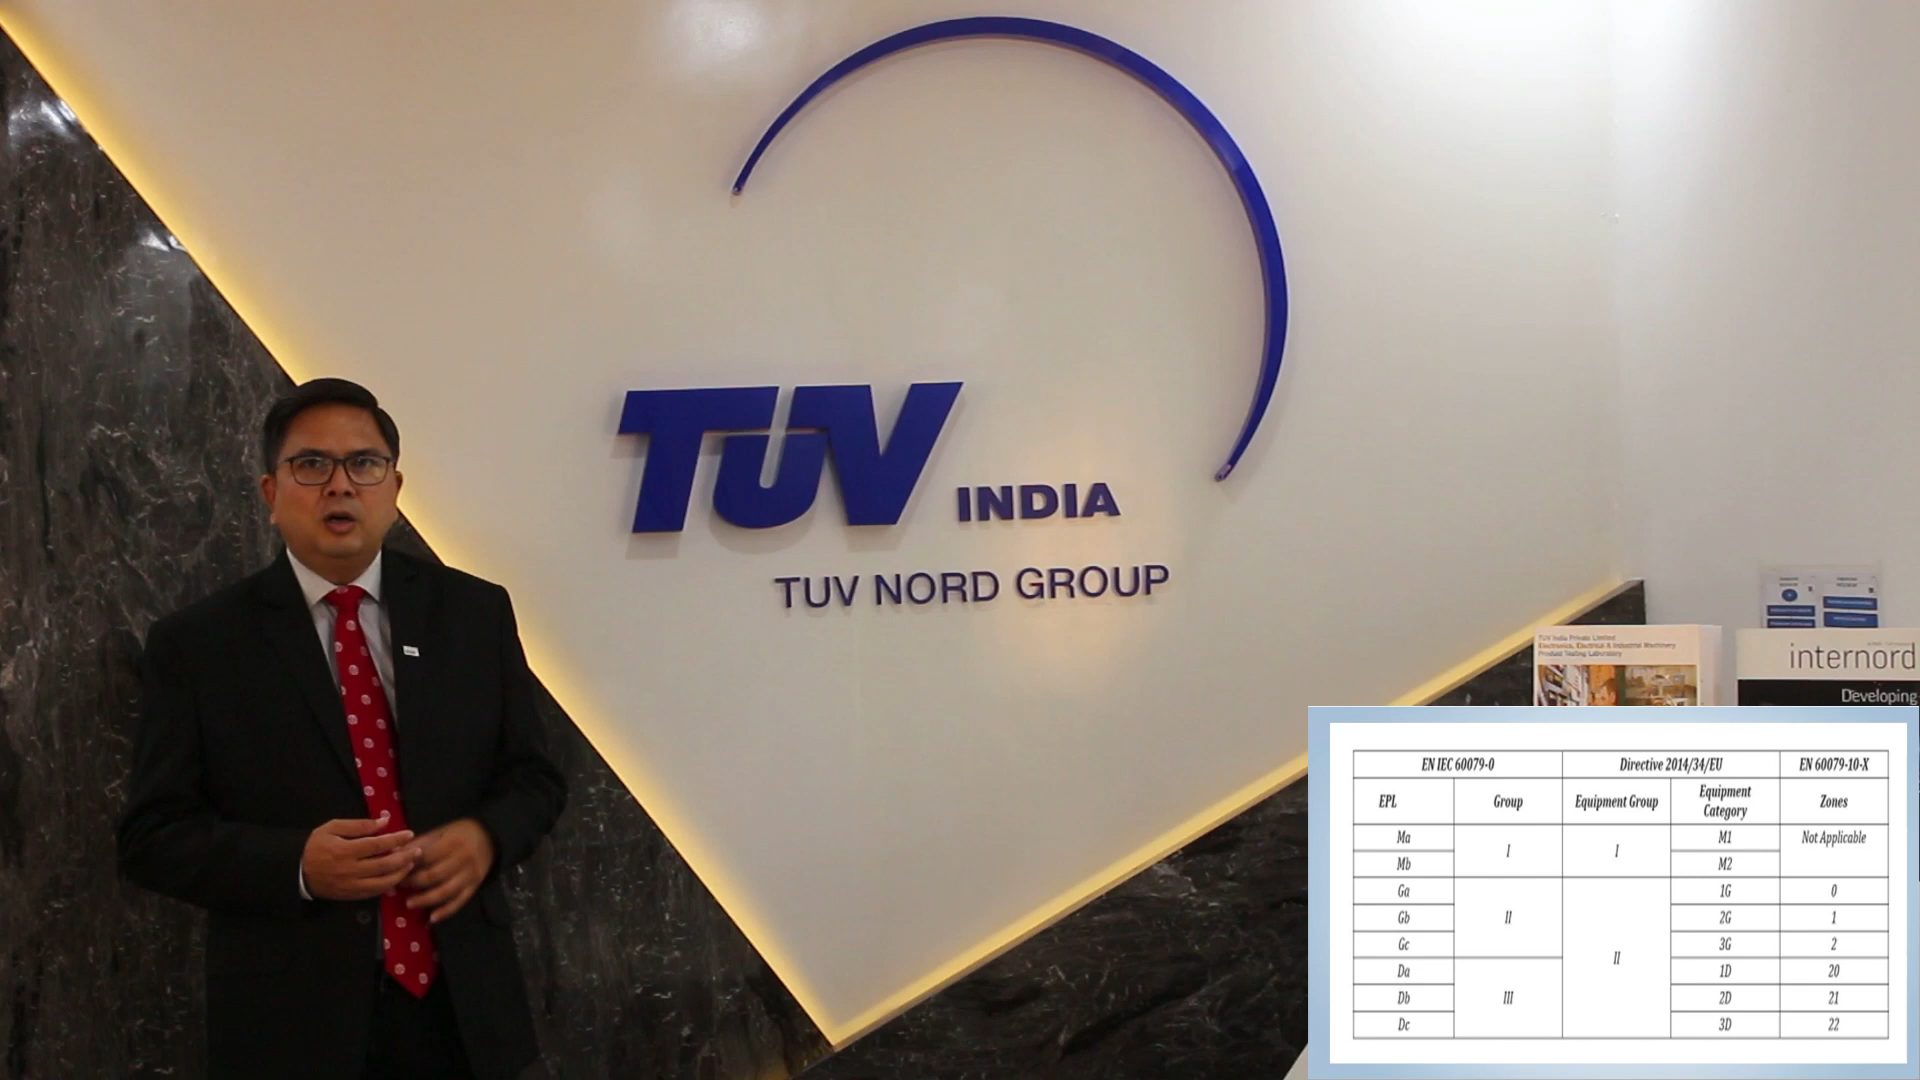 TUV INDIA
TUV NORD GROUP
TUV India Private Limited
Electronics, Electrical & Industrial Machinery
Product Testing Laboratory
internord
Developing
EN IEC 60079-0 Directive 2014/34/EU EN 60079-10-X
EPL Group Equipment Group Equipment Category Zones
Ma I I M1 Not Applicable
Mb M2
Ga II II 1G 0
Gb 2G 1
Gc 3G 2
Da III 1D 20
Db 2D 21
Dc 3D 22